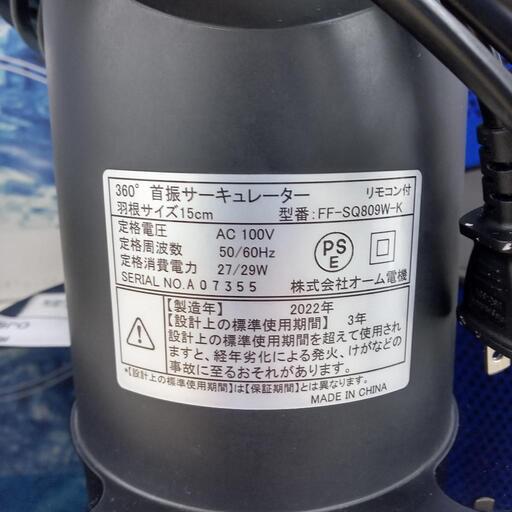 360° 首振サーキュレーター リモコン付
羽根サイズ15cm 型番:FF-SQ809W-K
定格電圧 AC 100V
定格周波数 50/60Hz
定格消費電力 27/29W
SERIAL NO.A07355
PS
E
株式会社オーム電機
【製造年】 2022年
【設計上の標準使用期間】 3年
設計上の標準使用期間を超えて使用され
ますと、経年劣化による発火、けがなどの
事故に至るおそれがあります。
*【設計上の標準使用期間】は【保証期間】とは異なります。
MADE IN CHINA